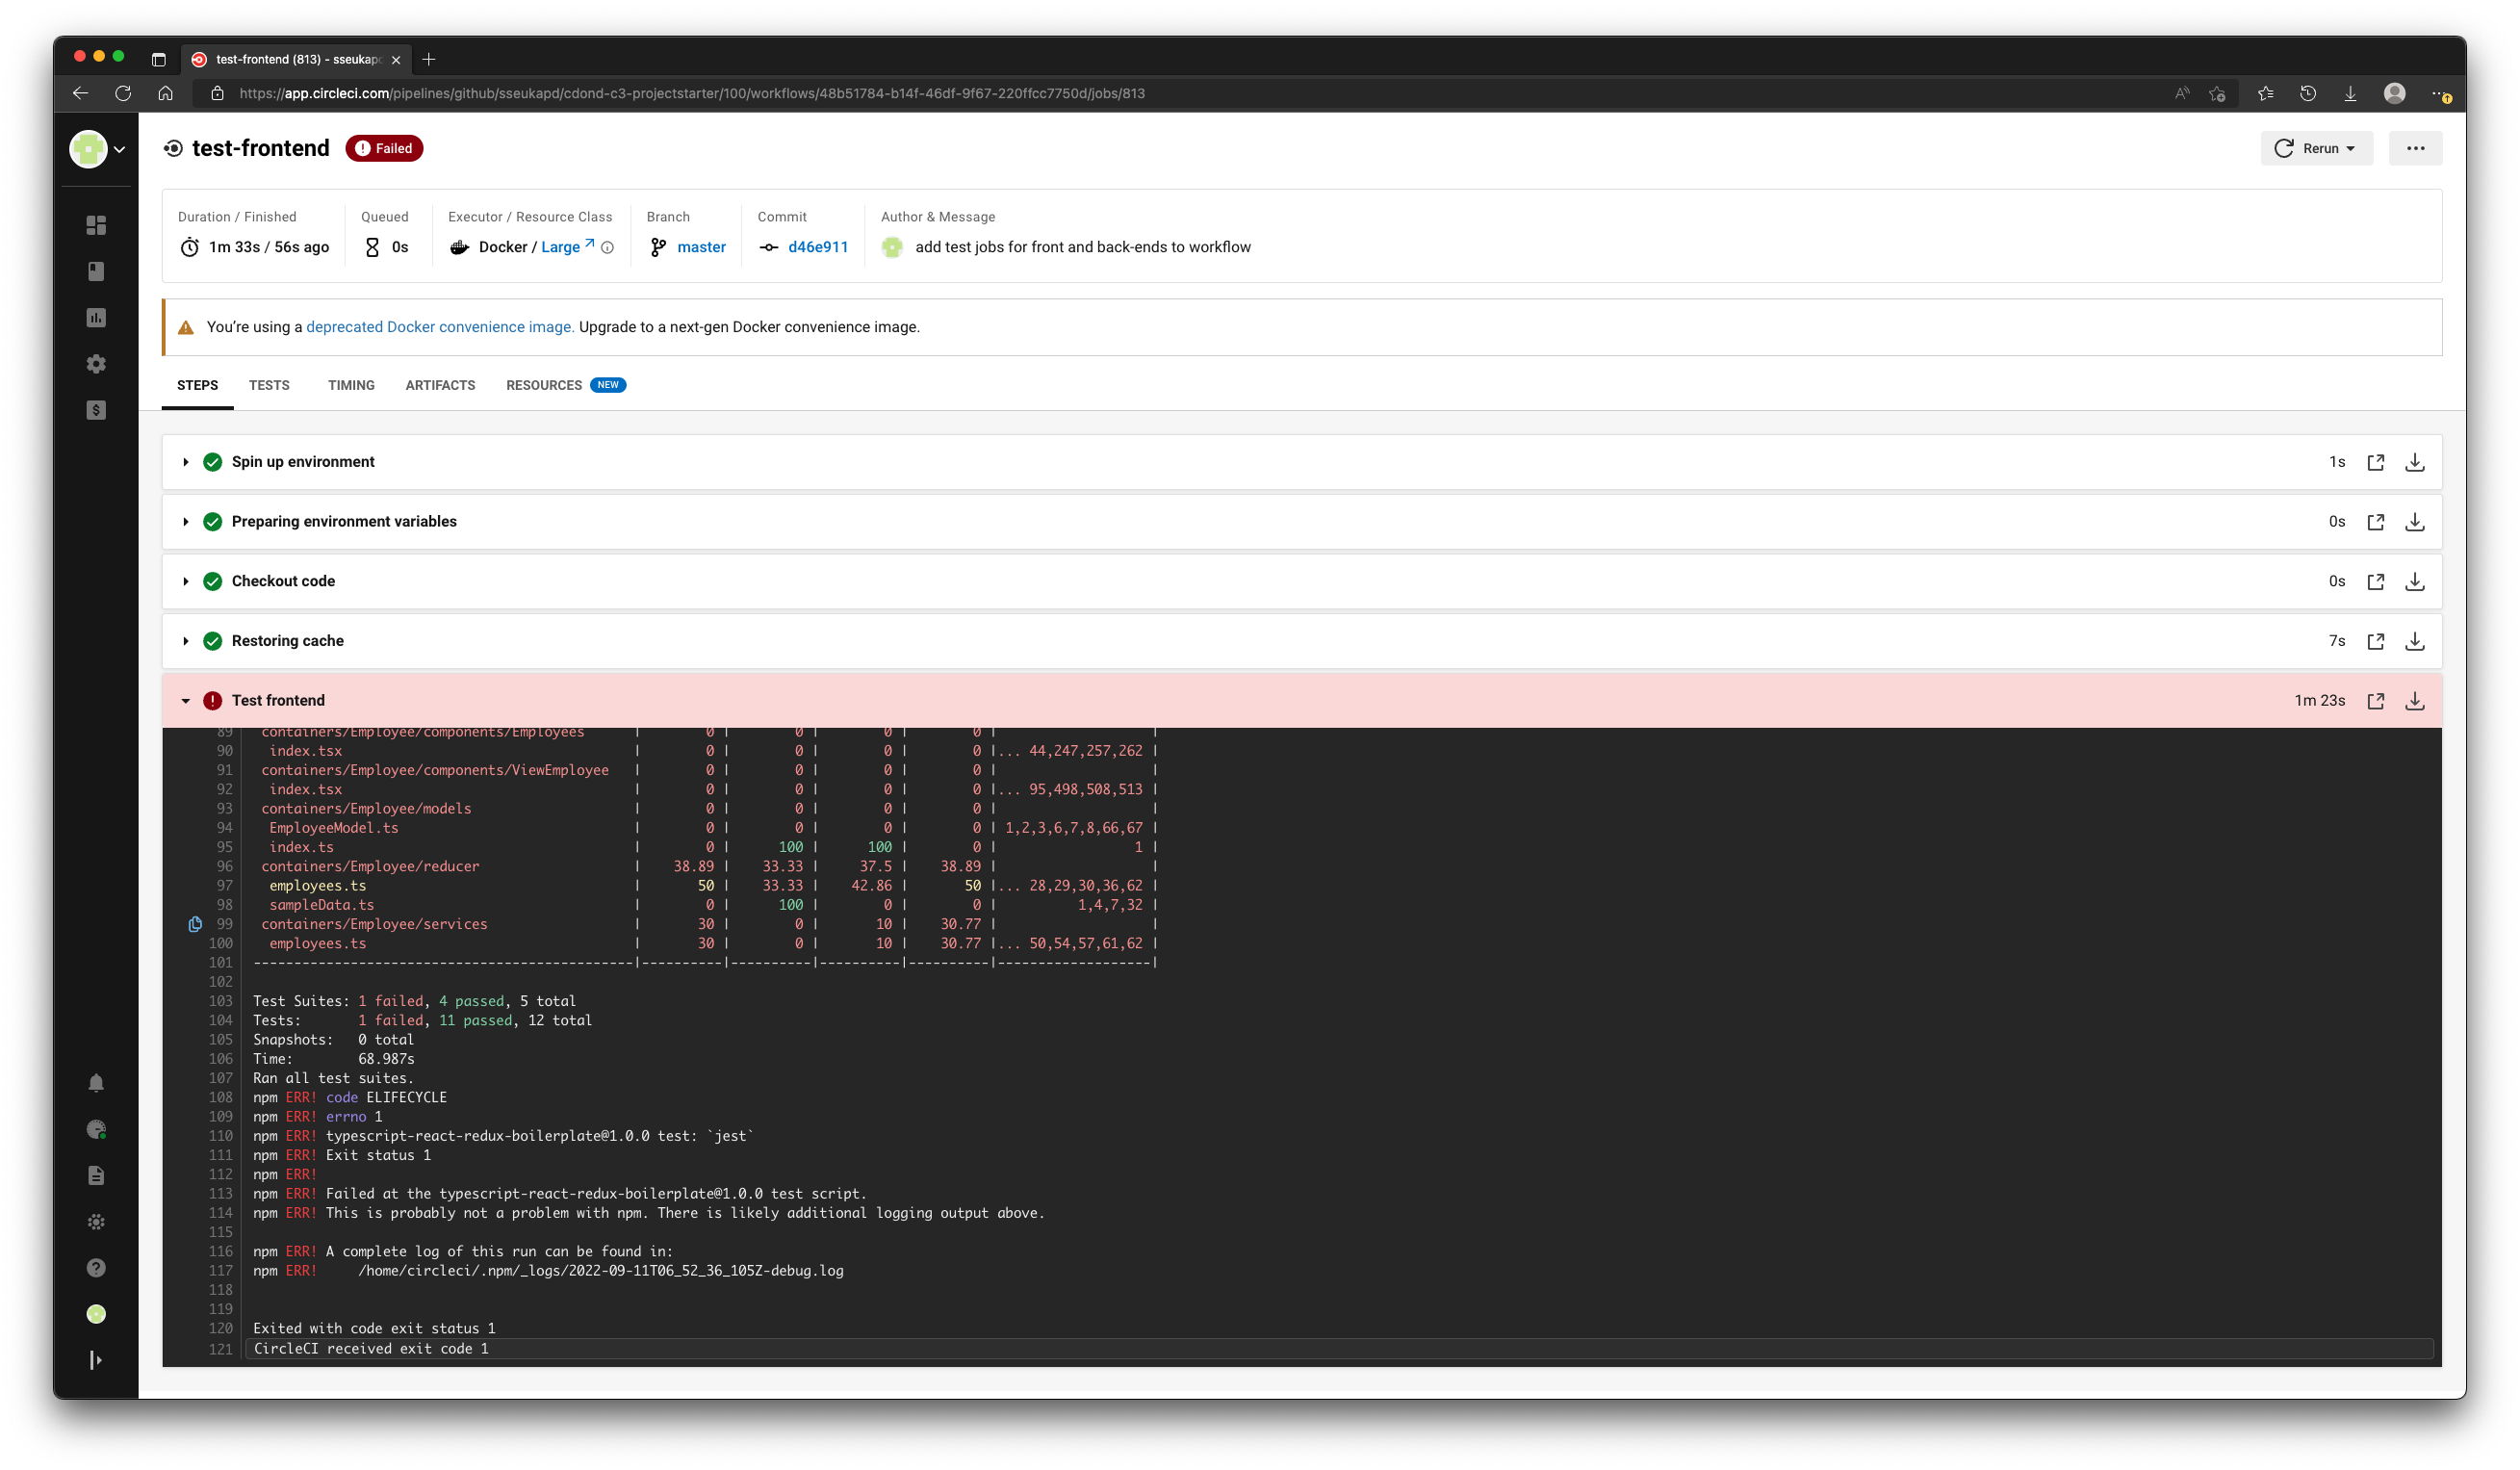 test-frontend (813) - sseukapd
https://app.circleci.com/pipelines/github/sseukapd/cdond-c3-projectstarter/100/workflows/48b51784-b14f-46df-9f67-220ffcc7750d/jobs/813
test-frontend
Failed
Rerun
Duration / Finished
1m 33s / 56s ago
Queued
0s
Executor / Resource Class
Docker / Large
Branch
master
Commit
d46e911
Author & Message
add test jobs for front and back-ends to workflow
You're using a deprecated Docker convenience image. Upgrade to a next-gen Docker convenience image.
STEPS TESTS TIMING ARTIFACTS RESOURCES NEW
Spin up environment 1s
Preparing environment variables 0s
Checkout code 0s
Restoring cache 7s
Test frontend 1m 23s
89 containers/Employee/components/Employees | 0 | 0 | 0 | 0 | |
90 index.tsx | 0 | 0 | 0 | 0 |... 44,247,257,262 |
91 containers/Employee/components/ViewEmployee | 0 | 0 | 0 | 0 | |
92 index.tsx | 0 | 0 | 0 | 0 |... 95,498,508,513 |
93 containers/Employee/models | 0 | 0 | 0 | 0 | |
94 EmployeeModel.ts | 0 | 0 | 0 | 0 | 1,2,3,6,7,8,66,67 |
95 index.ts | 0 | 100 | 100 | 0 | 1 |
96 containers/Employee/reducer | 38.89 | 33.33 | 37.5 | 38.89 | |
97 employees.ts | 50 | 33.33 | 42.86 | 50 |... 28,29,30,36,62 |
98 sampleData.ts | 0 | 100 | 0 | 0 | 1,4,7,32 |
99 containers/Employee/services | 30 | 0 | 10 | 30.77 | |
100 employees.ts | 30 | 0 | 10 | 30.77 |... 50,54,57,61,62 |
101 -----------------------------------------------|----------|----------|----------|----------|-------------------|
102
103 Test Suites: 1 failed, 4 passed, 5 total
104 Tests: 1 failed, 11 passed, 12 total
105 Snapshots: 0 total
106 Time: 68.987s
107 Ran all test suites.
108 npm ERR! code ELIFECYCLE
109 npm ERR! errno 1
110 npm ERR! typescript-react-redux-boilerplate@1.0.0 test: `jest`
111 npm ERR! Exit status 1
112 npm ERR!
113 npm ERR! Failed at the typescript-react-redux-boilerplate@1.0.0 test script.
114 npm ERR! This is probably not a problem with npm. There is likely additional logging output above.
115
116 npm ERR! A complete log of this run can be found in:
117 npm ERR! /home/circleci/.npm/_logs/2022-09-11T06_52_36_105Z-debug.log
118
119
120 Exited with code exit status 1
121 CircleCI received exit code 1